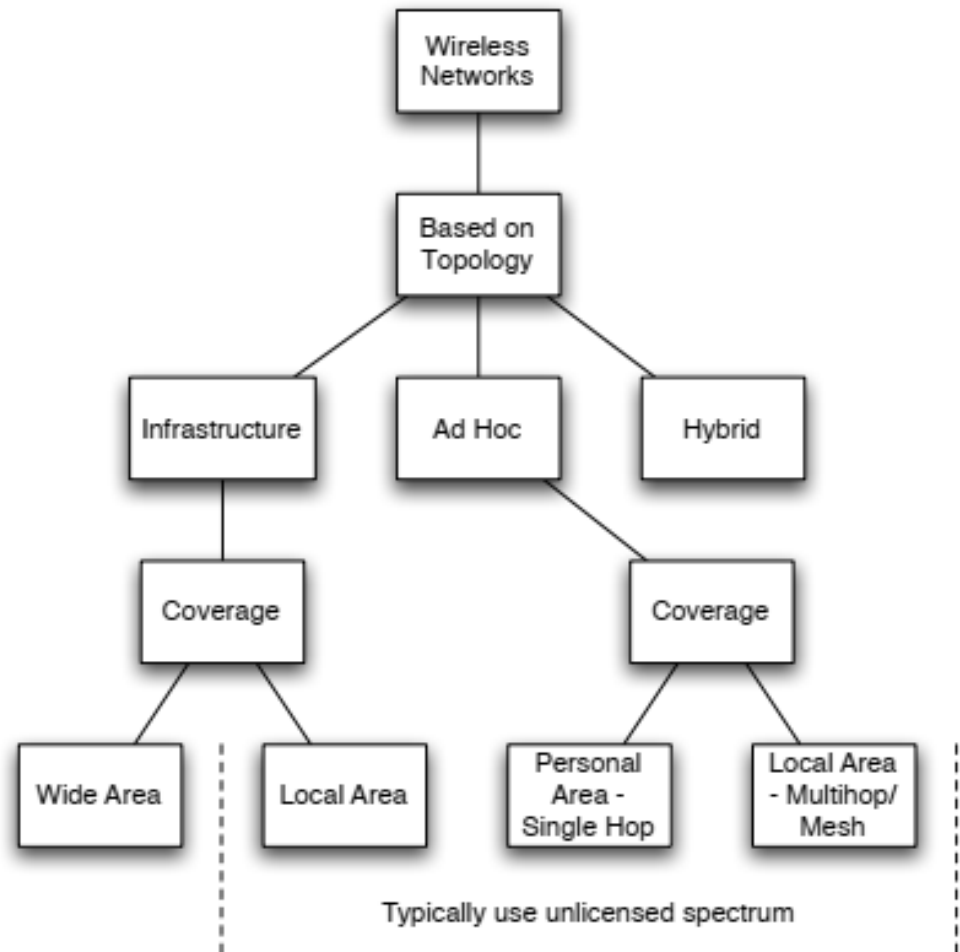 Wireless
Networks
Based on
Topology
Infrastructure
Ad Hoc
Hybrid
Coverage
Coverage
Wide Area
Local Area
Personal
Area -
Single Hop
Local Area
- Multihop/
Mesh
Typically use unlicensed spectrum